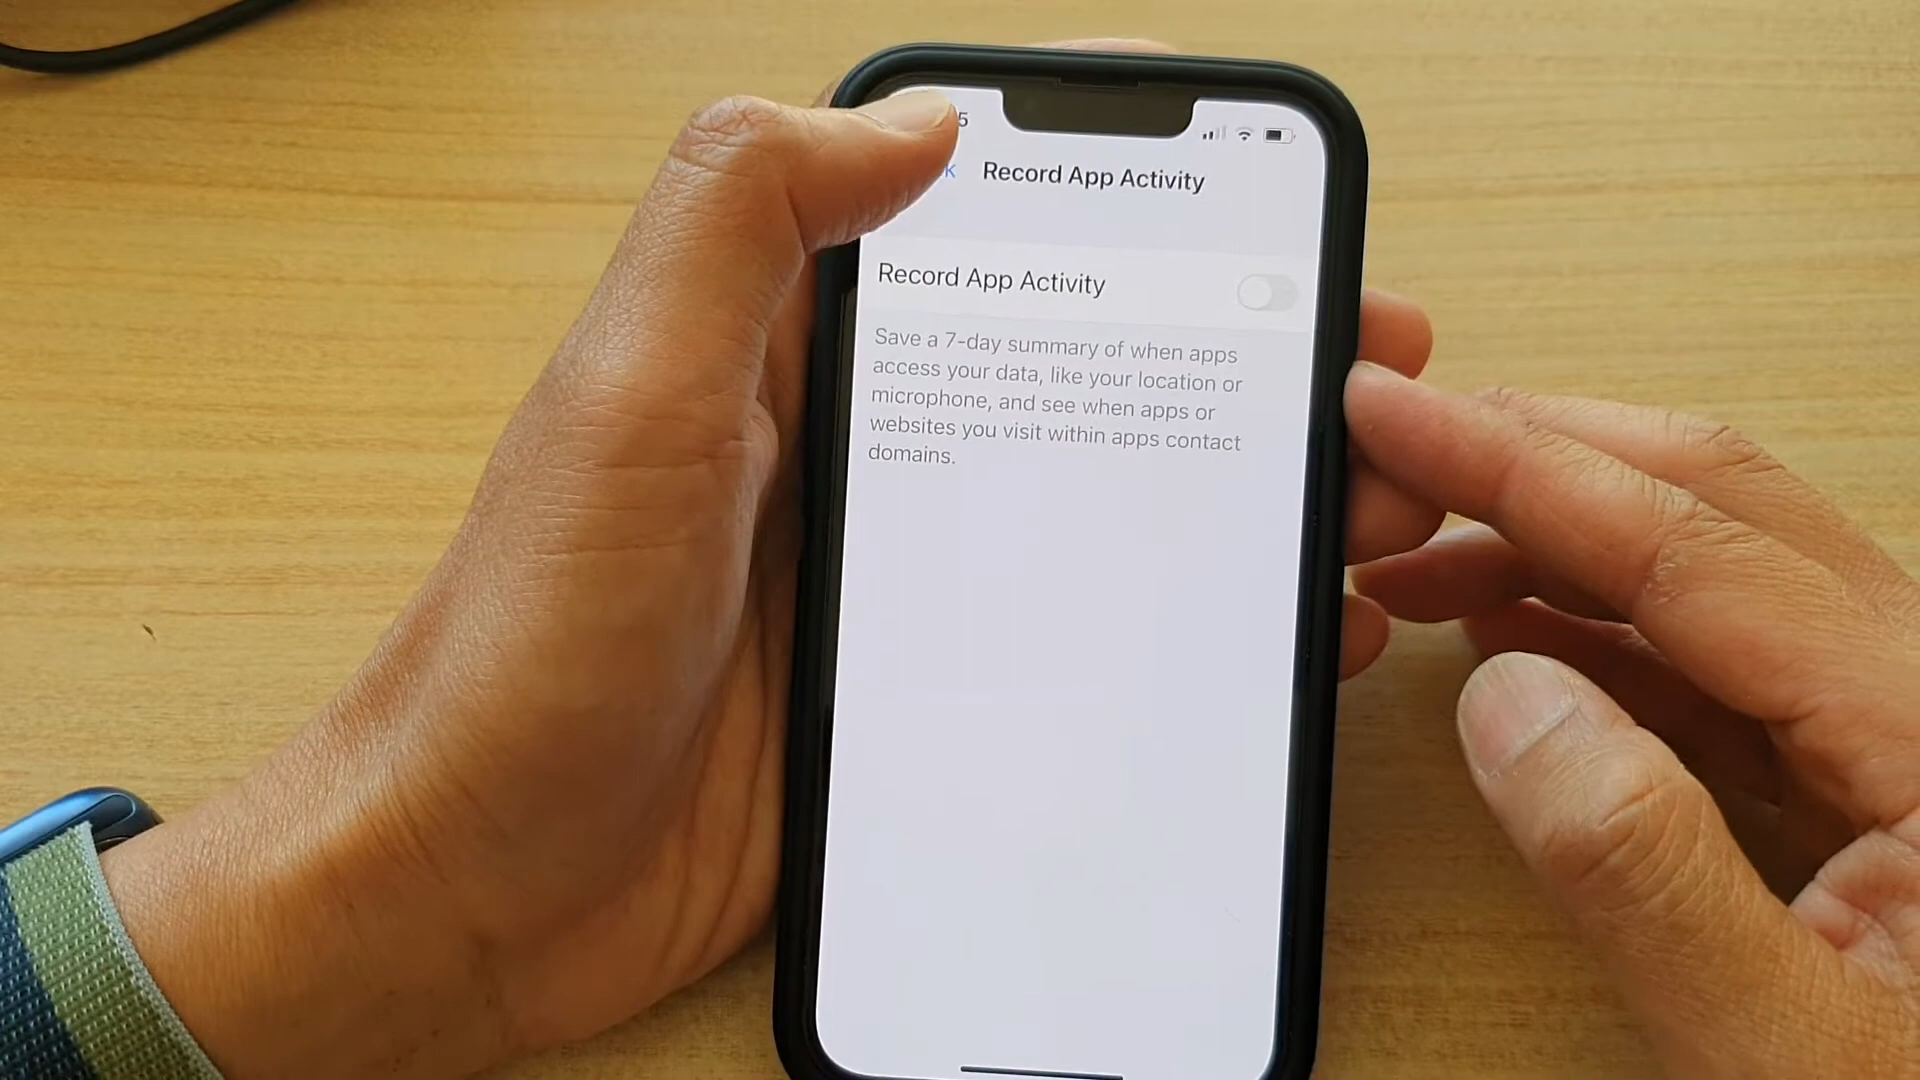 5
Record App Activity
Record App Activity
Save a 7-day summary of when apps
access your data, like your location or
microphone, and see when apps or
websites you visit within apps contact
domains.